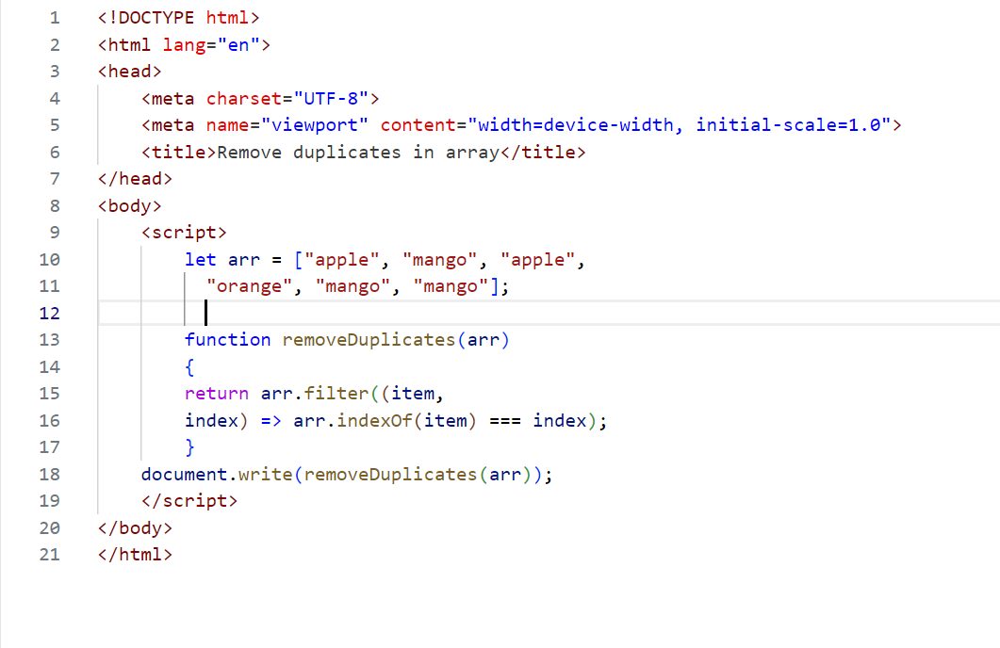 1 <!DOCTYPE html>
2 <html lang="en">
3 <head>
4     <meta charset="UTF-8">
5     <meta name="viewport" content="width=device-width, initial-scale=1.0">
6     <title>Remove duplicates in array</title>
7 </head>
8 <body>
9     <script>
10         let arr = ["apple", "mango", "apple",
11           "orange", "mango", "mango"];
12
13         function removeDuplicates(arr)
14         {
15         return arr.filter((item,
16         index) => arr.indexOf(item) === index);
17         }
18     document.write(removeDuplicates(arr));
19     </script>
20 </body>
21 </html>